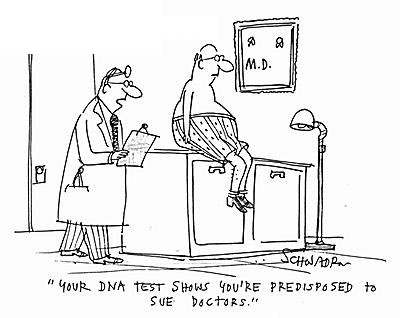 M.D.
SCHWADRON
"YOUR DNA TEST SHOWS YOU'RE PREDISPOSED TO
SUE DOCTORS."